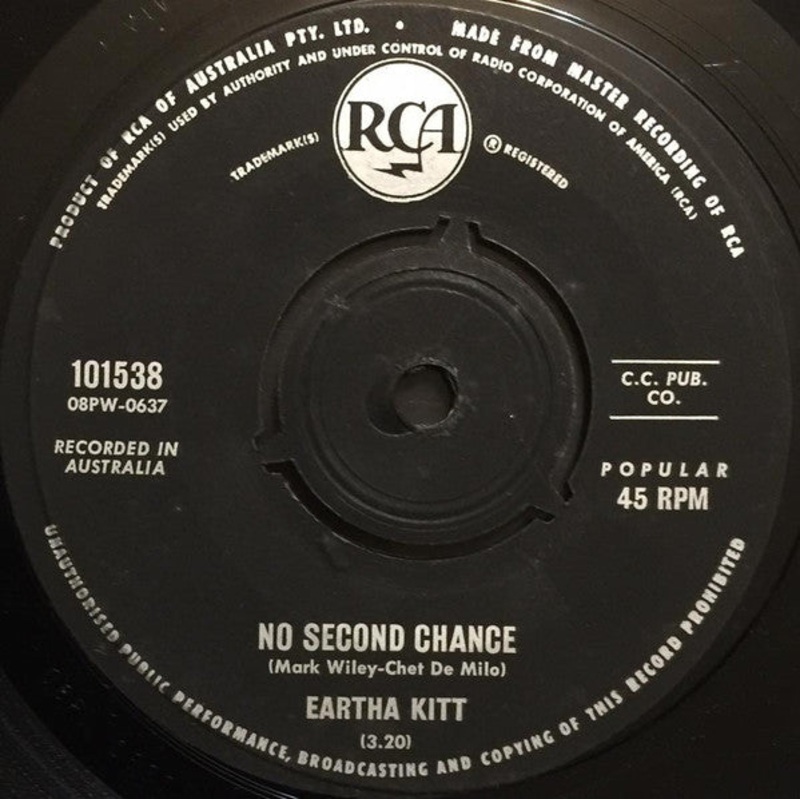 PRODUCT OF RCA OF AUSTRALIA PTY. LTD. • MADE FROM MASTER RECORDING OF RCA
TRADEMARK(S) USED BY AUTHORITY AND UNDER CONTROL OF RADIO CORPORATION OF AMERICA (RCA)
TRADEMARK(S) RCA ® REGISTERED
101538
08PW-0637
RECORDED IN
AUSTRALIA
C.C. PUB.
CO.
POPULAR
45 RPM
NO SECOND CHANCE
(Mark Wiley-Chet De Milo)
EARTHA KITT
(3.20)
UNAUTHORISED PUBLIC PERFORMANCE, BROADCASTING AND COPYING OF THIS RECORD PROHIBITED